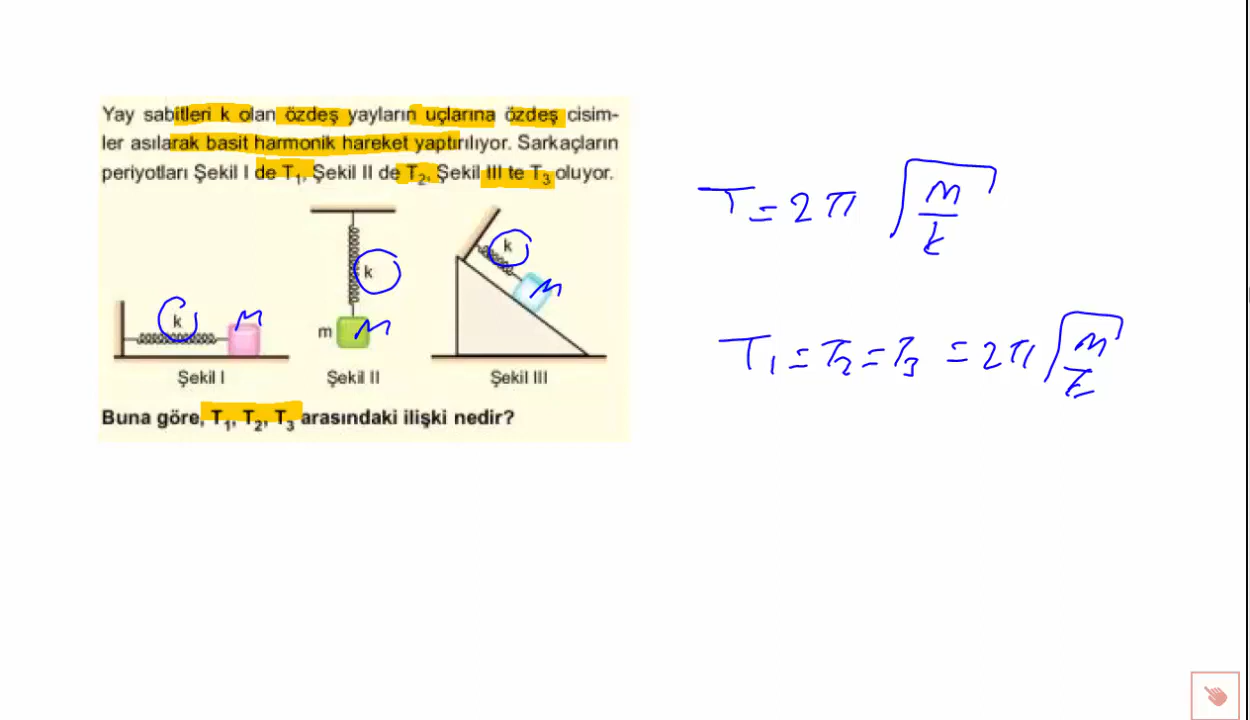 Yay sabitleri k olan özdeş yayların uçlarına özdeş cisim-
ler asılarak basit harmonik hareket yaptırılıyor. Sarkaçların
periyotları Şekil I de T₁, Şekil II de T₂, Şekil III te T₃ oluyor.
k
m
Şekil I
k
m
m
Şekil II
k
m
Şekil III
Buna göre, T₁, T₂, T₃ arasındaki ilişki nedir?
T = 2π √(m/k)
T₁ = T₂ = T₃ = 2π √(m/k)